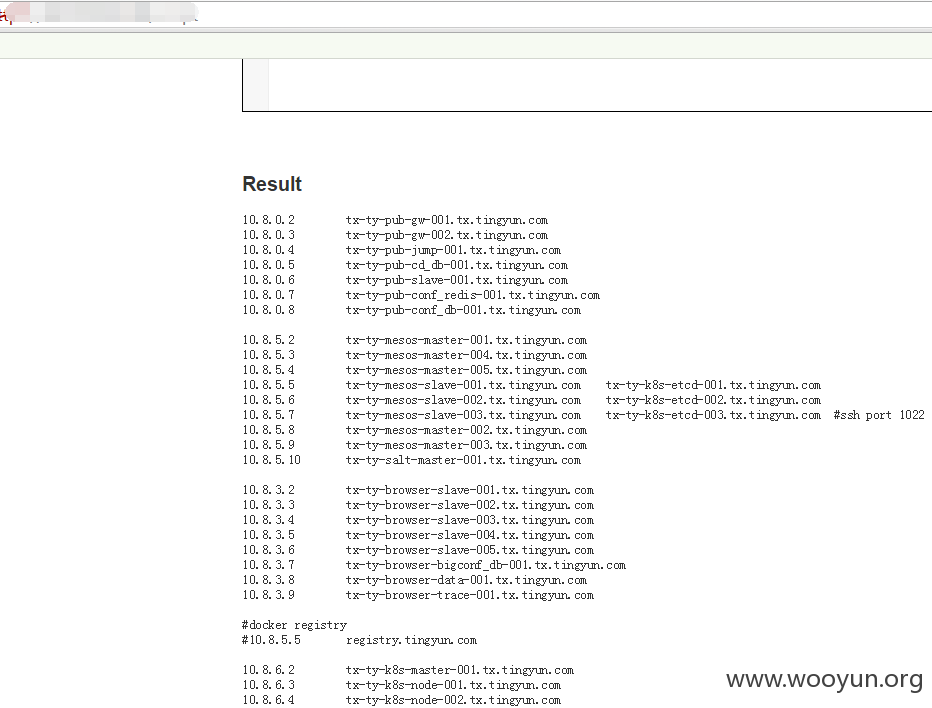 Result
10.8.0.2 tx-ty-pub-gw-001.tx.tingyun.com
10.8.0.3 tx-ty-pub-gw-002.tx.tingyun.com
10.8.0.4 tx-ty-pub-jump-001.tx.tingyun.com
10.8.0.5 tx-ty-pub-cd_db-001.tx.tingyun.com
10.8.0.6 tx-ty-pub-slave-001.tx.tingyun.com
10.8.0.7 tx-ty-pub-conf_redis-001.tx.tingyun.com
10.8.0.8 tx-ty-pub-conf_db-001.tx.tingyun.com
10.8.5.2 tx-ty-mesos-master-001.tx.tingyun.com
10.8.5.3 tx-ty-mesos-master-004.tx.tingyun.com
10.8.5.4 tx-ty-mesos-master-005.tx.tingyun.com
10.8.5.5 tx-ty-mesos-slave-001.tx.tingyun.com tx-ty-k8s-etcd-001.tx.tingyun.com
10.8.5.6 tx-ty-mesos-slave-002.tx.tingyun.com tx-ty-k8s-etcd-002.tx.tingyun.com
10.8.5.7 tx-ty-mesos-slave-003.tx.tingyun.com tx-ty-k8s-etcd-003.tx.tingyun.com #ssh port 1022
10.8.5.8 tx-ty-mesos-master-002.tx.tingyun.com
10.8.5.9 tx-ty-mesos-master-003.tx.tingyun.com
10.8.5.10 tx-ty-salt-master-001.tx.tingyun.com
10.8.3.2 tx-ty-browser-slave-001.tx.tingyun.com
10.8.3.3 tx-ty-browser-slave-002.tx.tingyun.com
10.8.3.4 tx-ty-browser-slave-003.tx.tingyun.com
10.8.3.5 tx-ty-browser-slave-004.tx.tingyun.com
10.8.3.6 tx-ty-browser-slave-005.tx.tingyun.com
10.8.3.7 tx-ty-browser-bigconf_db-001.tx.tingyun.com
10.8.3.8 tx-ty-browser-data-001.tx.tingyun.com
10.8.3.9 tx-ty-browser-trace-001.tx.tingyun.com
#docker registry
#10.8.5.5 registry.tingyun.com
10.8.6.2 tx-ty-k8s-master-001.tx.tingyun.com
10.8.6.3 tx-ty-k8s-node-001.tx.tingyun.com
10.8.6.4 tx-ty-k8s-node-002.tx.tingyun.com
www.wooyun.org